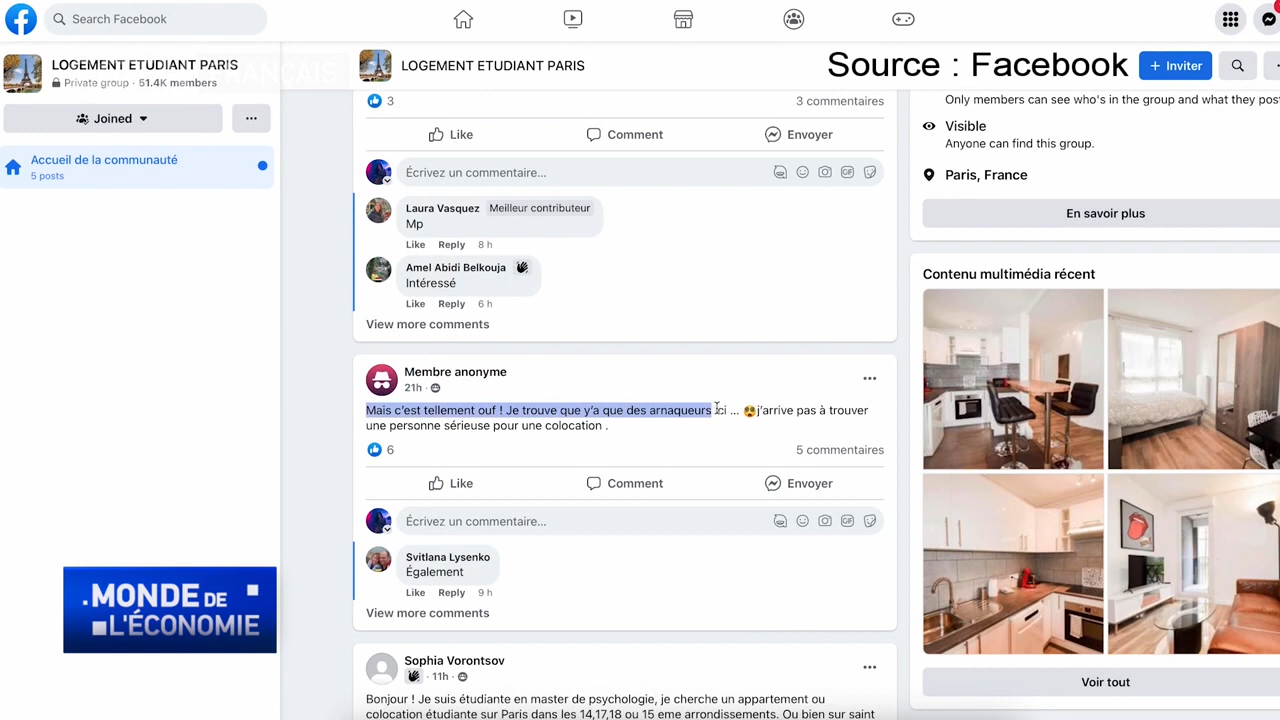 Search Facebook
LOGEMENT ETUDIANT PARIS
Private group · 51.4K members
Joined
Accueil de la communauté
5 posts
LOGEMENT ETUDIANT PARIS
Source : Facebook
+ Inviter
3
3 commentaires
Like
Comment
Envoyer
Écrivez un commentaire...
Laura Vasquez Meilleur contributeur
Mp
Like Reply 8 h
Amel Abidi Belkouja
Intéressé
Like Reply 6 h
View more comments
Membre anonyme
21h ·
Mais c'est tellement ouf ! Je trouve que y'a que des arnaqueurs ici ... 😩j'arrive pas à trouver
une personne sérieuse pour une colocation .
6
5 commentaires
Like
Comment
Envoyer
Écrivez un commentaire...
Svitlana Lysenko
Également
Like Reply 9 h
View more comments
Sophia Vorontsov
· 11h ·
Bonjour ! Je suis étudiante en master de psychologie, je cherche un appartement ou
colocation étudiante sur Paris dans les 14,17,18 ou 15 eme arrondissements. Ou bien sur saint
Only members can see who's in the group and what they post
Visible
Anyone can find this group.
Paris, France
En savoir plus
Contenu multimédia récent
Voir tout
.MONDE DE
L'ÉCONOMIE